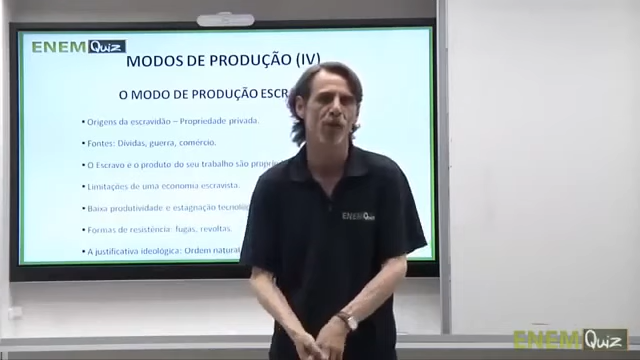 ENEM Quiz
MODOS DE PRODUÇÃO (IV)
O MODO DE PRODUÇÃO ESCR
• Origens da escravidão – Propriedade privada.
• Fontes: Dívidas, guerra, comércio.
• O Escravo e o produto do seu trabalho são propri
• Limitações de uma economia escravista.
• Baixa produtividade e estagnação tecnoló
• Formas de resistência: fugas, revoltas.
• A justificativa ideológica: Ordem natural
ENEM Quiz
ENEM Quiz